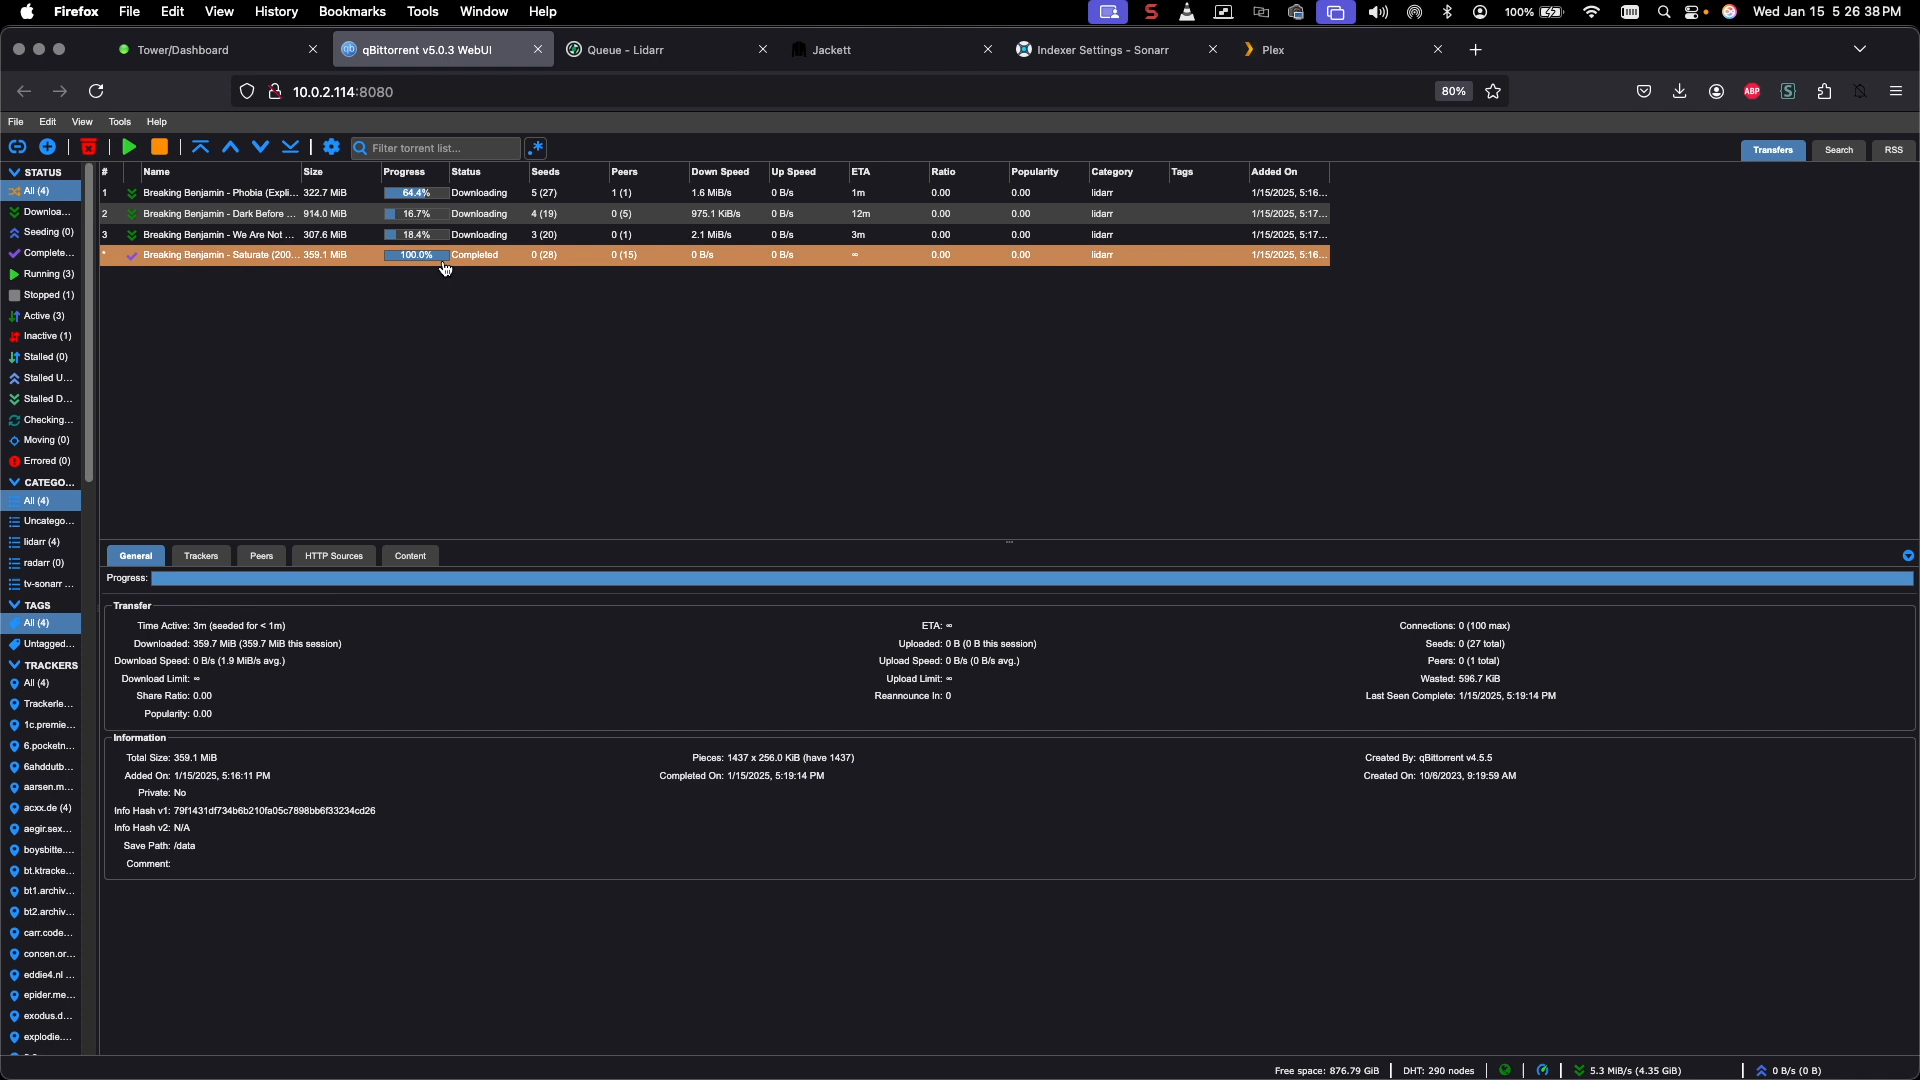 Firefox File Edit View History Bookmarks Tools Window Help 100% Wed Jan 15 5 26 38 PM
Tower/Dashboard qBittorrent v5.0.3 WebUI Queue - Lidarr Jackett Indexer Settings - Sonarr Plex
10.0.2.114:8080 80% ABP
File Edit View Tools Help
Filter torrent list... .* Transfers Search RSS
STATUS # Name Size Progress Status Seeds Peers Down Speed Up Speed ETA Ratio Popularity Category Tags Added On
All (4) 1 Breaking Benjamin - Phobia (Expli... 322.7 MiB 64.4% Downloading 5 (27) 1 (1) 1.6 MiB/s 0 B/s 1m 0.00 0.00 lidarr 1/15/2025, 5:16...
Downloa... 2 Breaking Benjamin - Dark Before ... 914.0 MiB 16.7% Downloading 4 (19) 0 (5) 975.1 KiB/s 0 B/s 12m 0.00 0.00 lidarr 1/15/2025, 5:17...
Seeding (0) 3 Breaking Benjamin - We Are Not ... 307.6 MiB 18.4% Downloading 3 (20) 0 (1) 2.1 MiB/s 0 B/s 3m 0.00 0.00 lidarr 1/15/2025, 5:17...
Complete... * Breaking Benjamin - Saturate (200... 359.1 MiB 100.0% Completed 0 (28) 0 (15) 0 B/s 0 B/s ∞ 0.00 0.00 lidarr 1/15/2025, 5:16...
Running (3)
Stopped (1)
Active (3)
Inactive (1)
Stalled (0)
Stalled U...
Stalled D...
Checking...
Moving (0)
Errored (0)
CATEGO...
All (4)
Uncatego...
lidarr (4)
radarr (0)
tv-sonarr ...
TAGS
All (4)
Untagged...
TRACKERS
All (4)
Trackerle...
1c.premie...
6.pocketn...
6ahddutb...
aarsen.m...
acxx.de (4)
aegir.sex...
boysbitte....
bt.ktracke...
bt1.archiv...
bt2.archiv...
carr.code...
concen.or...
eddie4.nl ...
epider.me...
exodus.d...
explodie....
General Trackers Peers HTTP Sources Content
Progress:
Transfer
Time Active: 3m (seeded for < 1m) ETA: ∞ Connections: 0 (100 max)
Downloaded: 359.7 MiB (359.7 MiB this session) Uploaded: 0 B (0 B this session) Seeds: 0 (27 total)
Download Speed: 0 B/s (1.9 MiB/s avg.) Upload Speed: 0 B/s (0 B/s avg.) Peers: 0 (1 total)
Download Limit: ∞ Upload Limit: ∞ Wasted: 596.7 KiB
Share Ratio: 0.00 Reannounce In: 0 Last Seen Complete: 1/15/2025, 5:19:14 PM
Popularity: 0.00
Information
Total Size: 359.1 MiB Pieces: 1437 x 256.0 KiB (have 1437) Created By: qBittorrent v4.5.5
Added On: 1/15/2025, 5:16:11 PM Completed On: 1/15/2025, 5:19:14 PM Created On: 10/6/2023, 9:19:59 AM
Private: No
Info Hash v1: 79f1431df734b6b210fa05c7898bb6f33234cd26
Info Hash v2: N/A
Save Path: /data
Comment:
Free space: 876.79 GiB DHT: 290 nodes 5.3 MiB/s (4.35 GiB) 0 B/s (0 B)